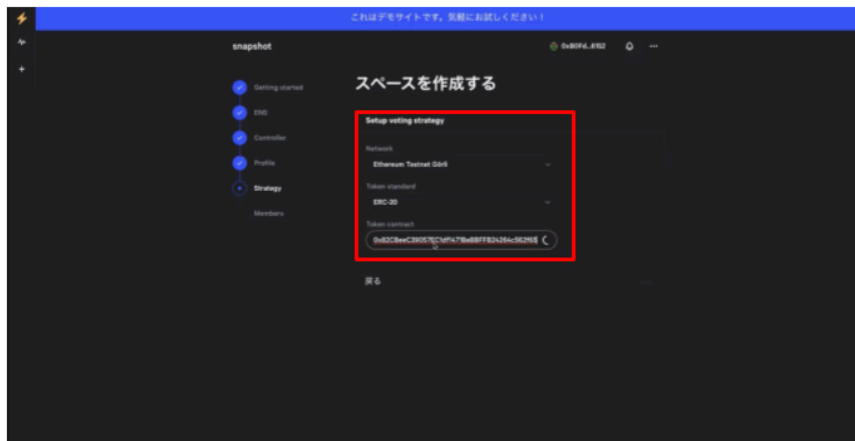 これはデモサイトです。気軽にお試しください！
snapshot
Getting started
ENS
Controller
Profile
Strategy
Members
スペースを作成する
Setup voting strategy
Network
Ethereum Testnet Görli
Token standard
ERC-20
Token contract
戻る